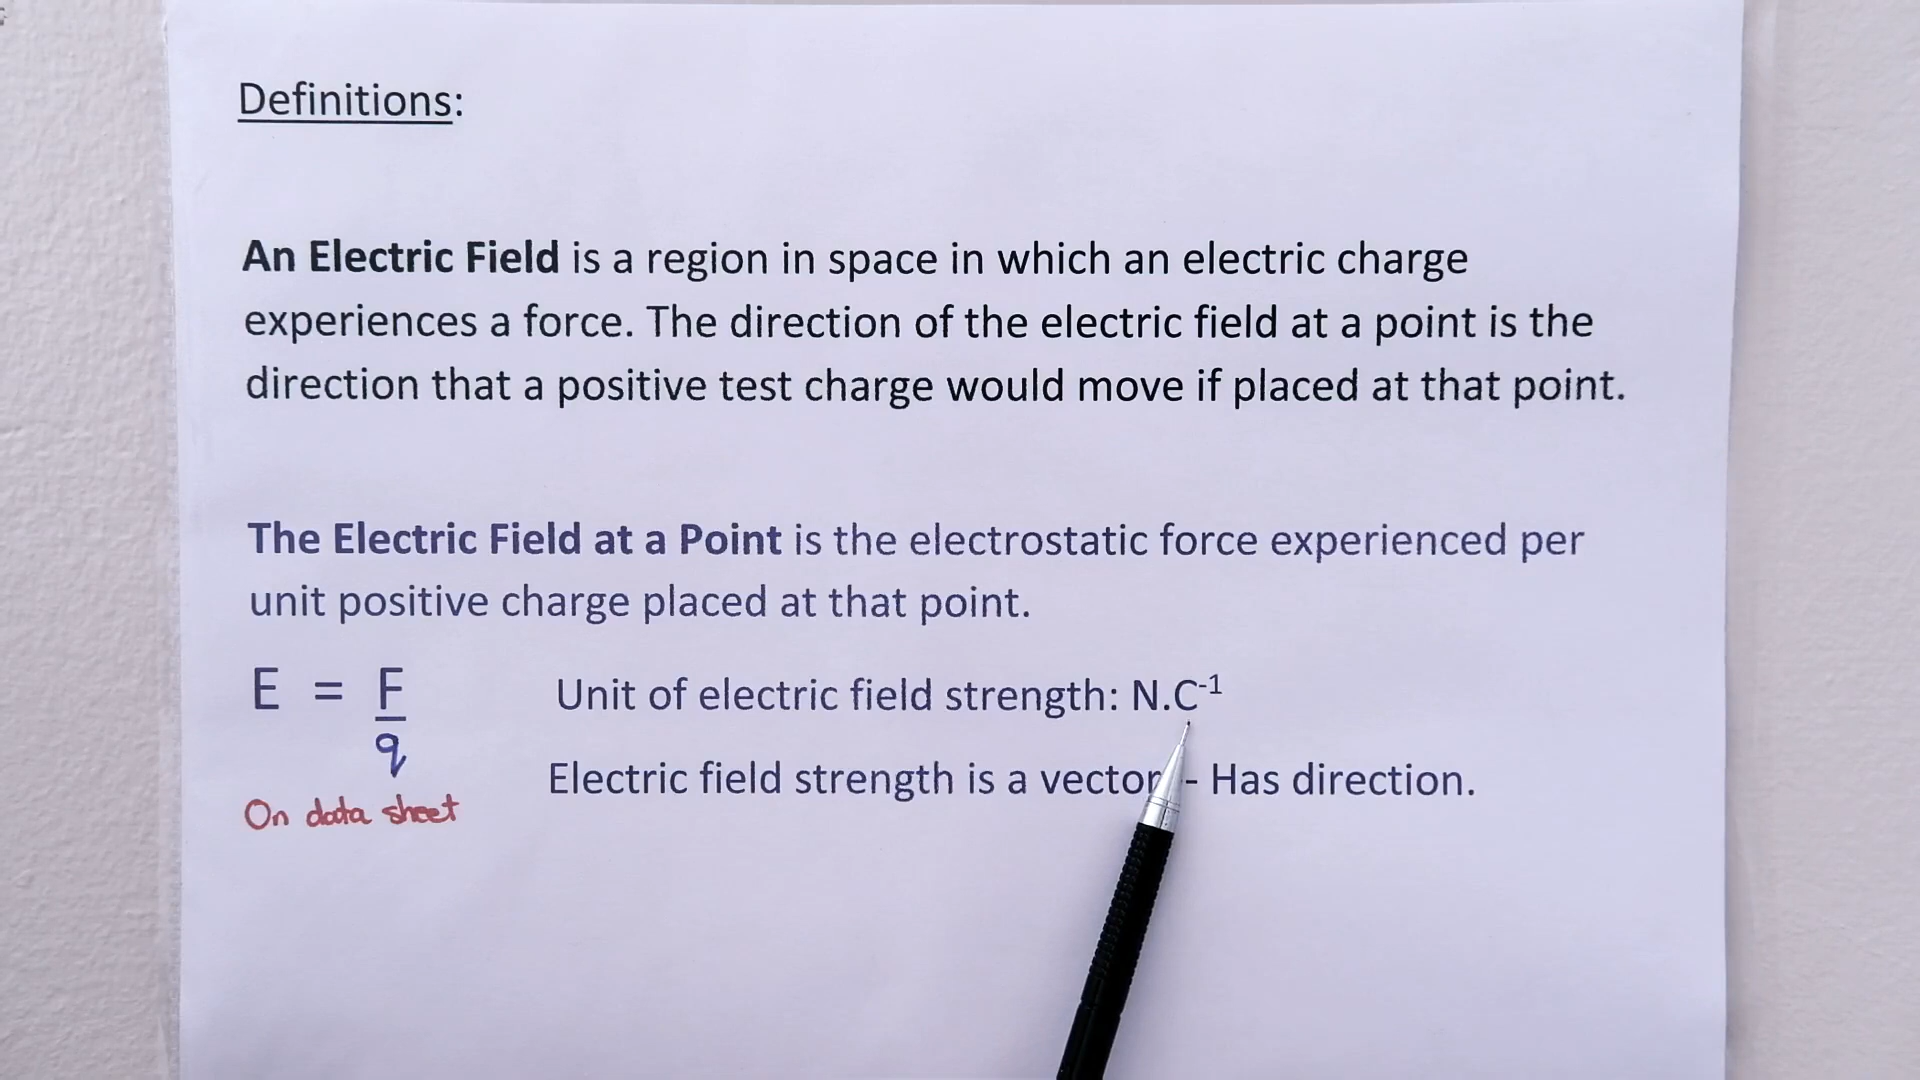 Definitions:
An Electric Field is a region in space in which an electric charge
experiences a force. The direction of the electric field at a point is the
direction that a positive test charge would move if placed at that point.
The Electric Field at a Point is the electrostatic force experienced per
unit positive charge placed at that point.
E = F
q
Unit of electric field strength: N.C⁻¹
On data sheet
Electric field strength is a vector - Has direction.